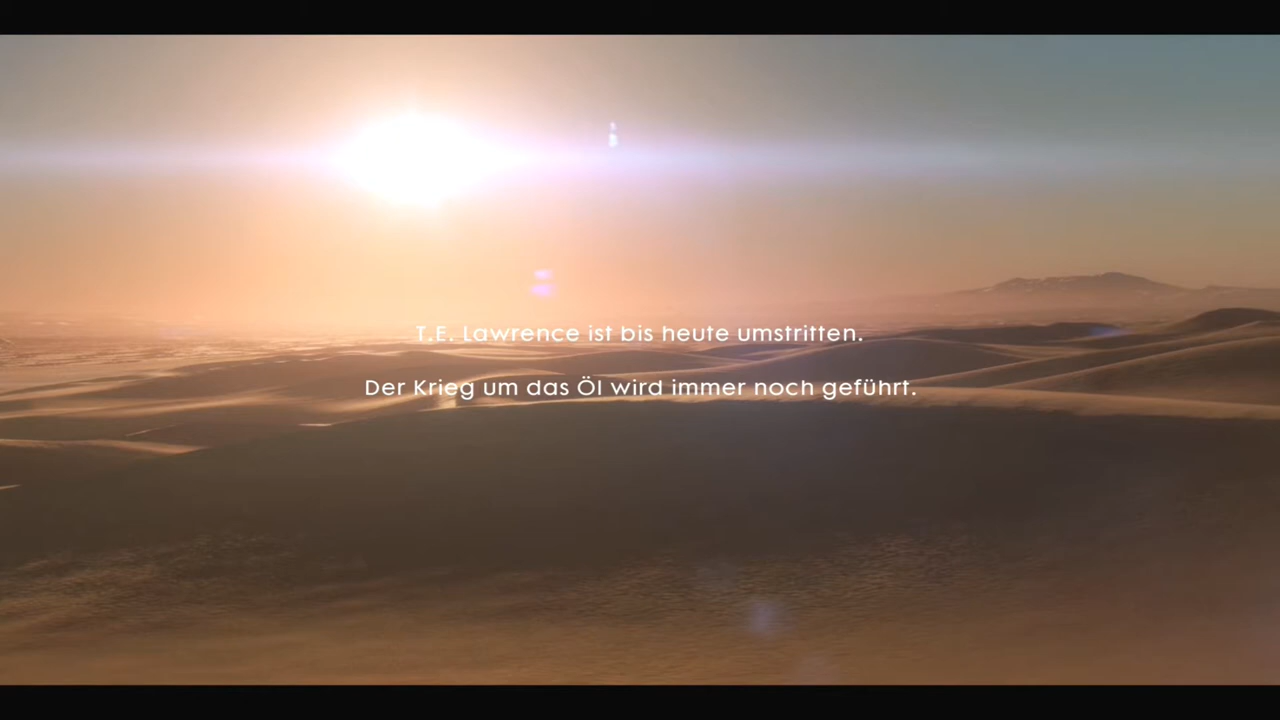 T.E. Lawrence ist bis heute umstritten.
Der Krieg um das Öl wird immer noch geführt.